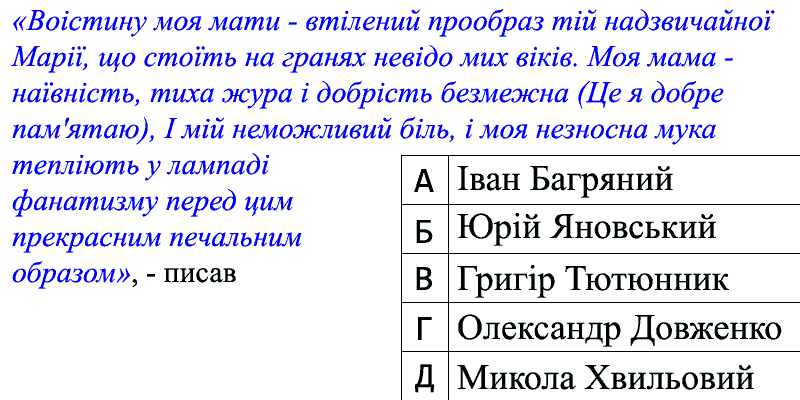 «Воістину моя мати - втілений прообраз тій надзвичайної
Марії, що стоїть на гранях невідо мих віків. Моя мама -
наївність, тиха жура і добрість безмежна (Це я добре
пам'ятаю), І мій неможливий біль, і моя незносна мука
тепліють у лампаді
фанатизму перед цим
прекрасним печальним
образом», - писав
А Іван Багряний
Б Юрій Яновський
В Григір Тютюнник
Г Олександр Довженко
Д Микола Хвильовий